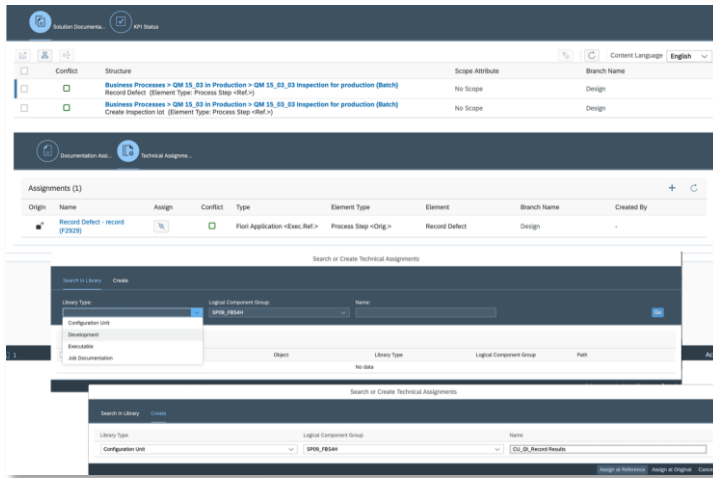 Solution Documenta... KPI Status
Content Language English
Conflict Structure Scope Attribute Branch Name
Business Processes > QM 15_03 in Production > QM 15_03_03 Inspection for production (Batch)
Record Defect (Element Type: Process Step <Ref.>) No Scope Design
Business Processes > QM 15_03 in Production > QM 15_03_03 Inspection for production (Batch)
Create Inspection lot (Element Type: Process Step <Ref.>) No Scope Design
Documentation Assi... Technical Assignme...
Assignments (1)
Origin Name Assign Conflict Type Element Type Element Branch Name Created By
Record Defect - record
(F2929) Fiori Application <Exec.Ref.> Process Step <Orig.> Record Defect Design -
Search or Create Technical Assignments
Search in Library Create
Library Type: Logical Component Group: Name:
SP09_FBS4H Go
Configuration Unit
Development
Executable
Job Documentation
Object Library Type Logical Component Group Path
No data
1 Ac
Search or Create Technical Assignments
Search in Library Create
Library Type Logical Component Group Name
Configuration Unit SP09_FBS4H CU_QI_Record Results
Assign at Reference Assign at Original Cance